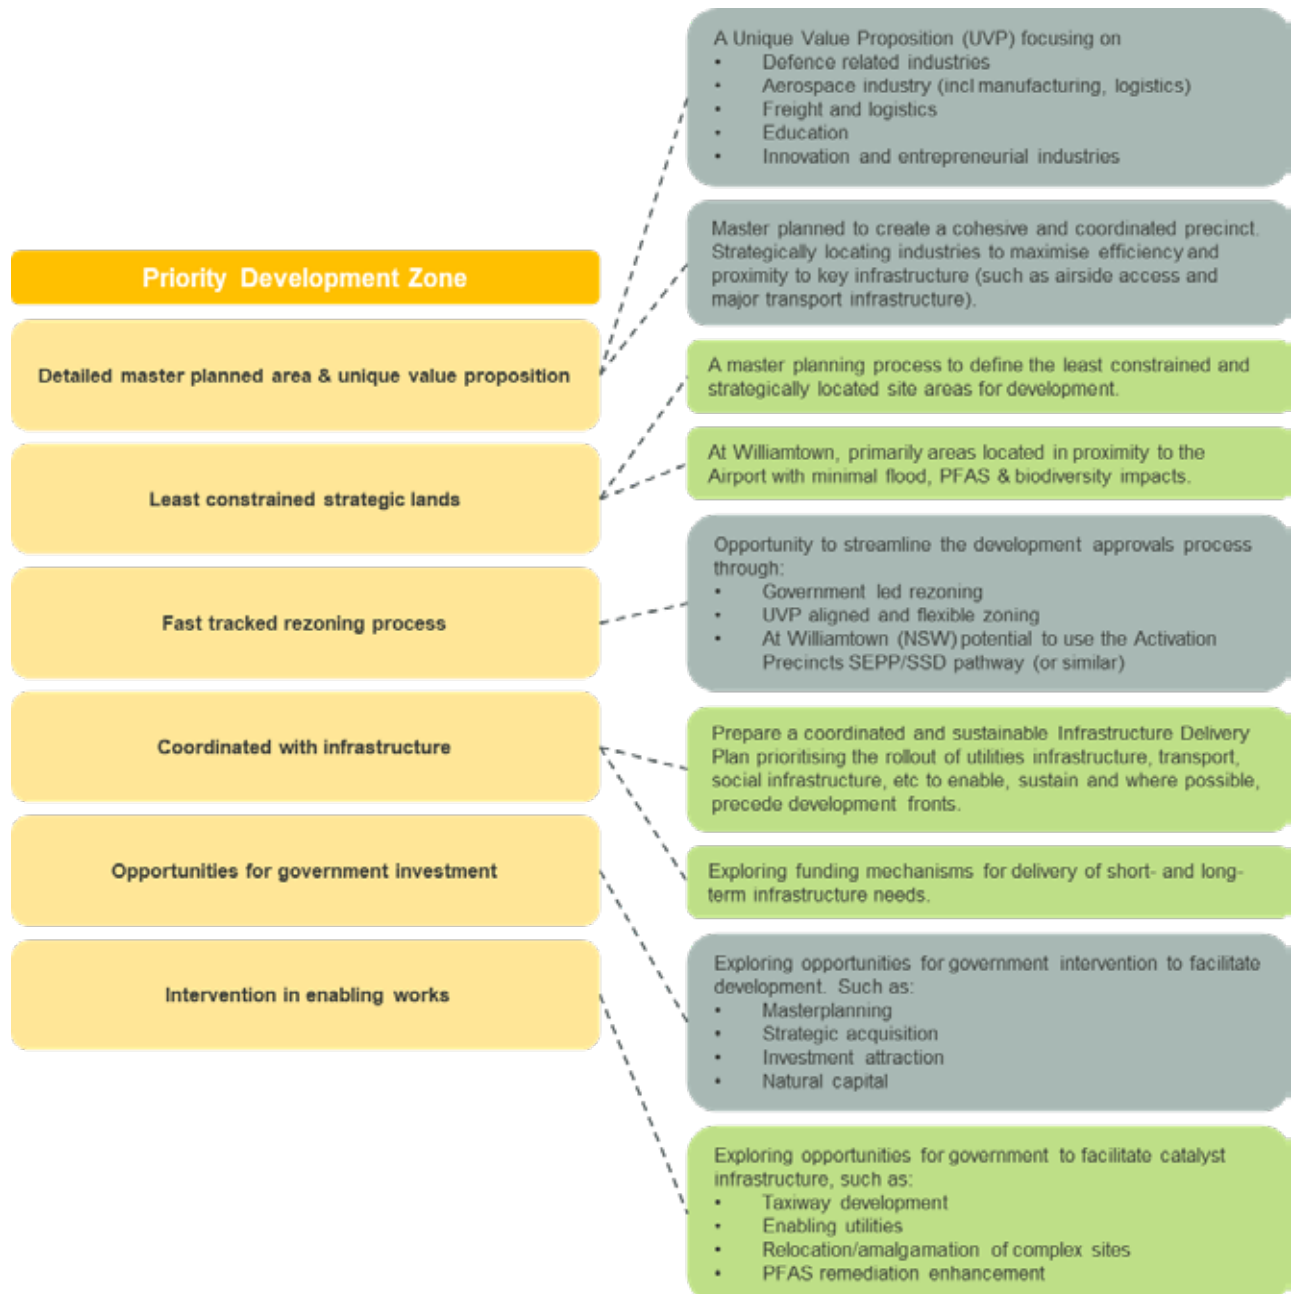 Priority Development Zone
Detailed master planned area & unique value proposition
Least constrained strategic lands
Fast tracked rezoning process
Coordinated with infrastructure
Opportunities for government investment
Intervention in enabling works
A Unique Value Proposition (UVP) focusing on
• Defence related industries
• Aerospace industry (incl manufacturing, logistics)
• Freight and logistics
• Education
• Innovation and entrepreneurial industries
Master planned to create a cohesive and coordinated precinct.
Strategically locating industries to maximise efficiency and
proximity to key infrastructure (such as airside access and
major transport infrastructure).
A master planning process to define the least constrained and
strategically located site areas for development.
At Williamtown, primarily areas located in proximity to the
Airport with minimal flood, PFAS & biodiversity impacts.
Opportunity to streamline the development approvals process
through:
• Government led rezoning
• UVP aligned and flexible zoning
• At Williamtown (NSW) potential to use the Activation
Precincts SEPP/SSD pathway (or similar)
Prepare a coordinated and sustainable Infrastructure Delivery
Plan prioritising the rollout of utilities infrastructure, transport,
social infrastructure, etc to enable, sustain and where possible,
precede development fronts.
Exploring funding mechanisms for delivery of short- and long-
term infrastructure needs.
Exploring opportunities for government intervention to facilitate
development. Such as:
• Masterplanning
• Strategic acquisition
• Investment attraction
• Natural capital
Exploring opportunities for government to facilitate catalyst
infrastructure, such as:
• Taxiway development
• Enabling utilities
• Relocation/amalgamation of complex sites
• PFAS remediation enhancement